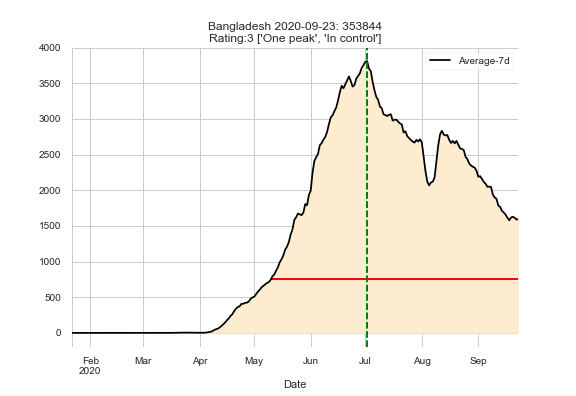 Bangladesh 2020-09-23: 353844
Rating:3 ['One peak', 'In control']
4000
3500
3000
2500
2000
1500
1000
500
0
Average-7d
Feb
2020
Mar
Apr
May
Jun
Jul
Aug
Sep
Date